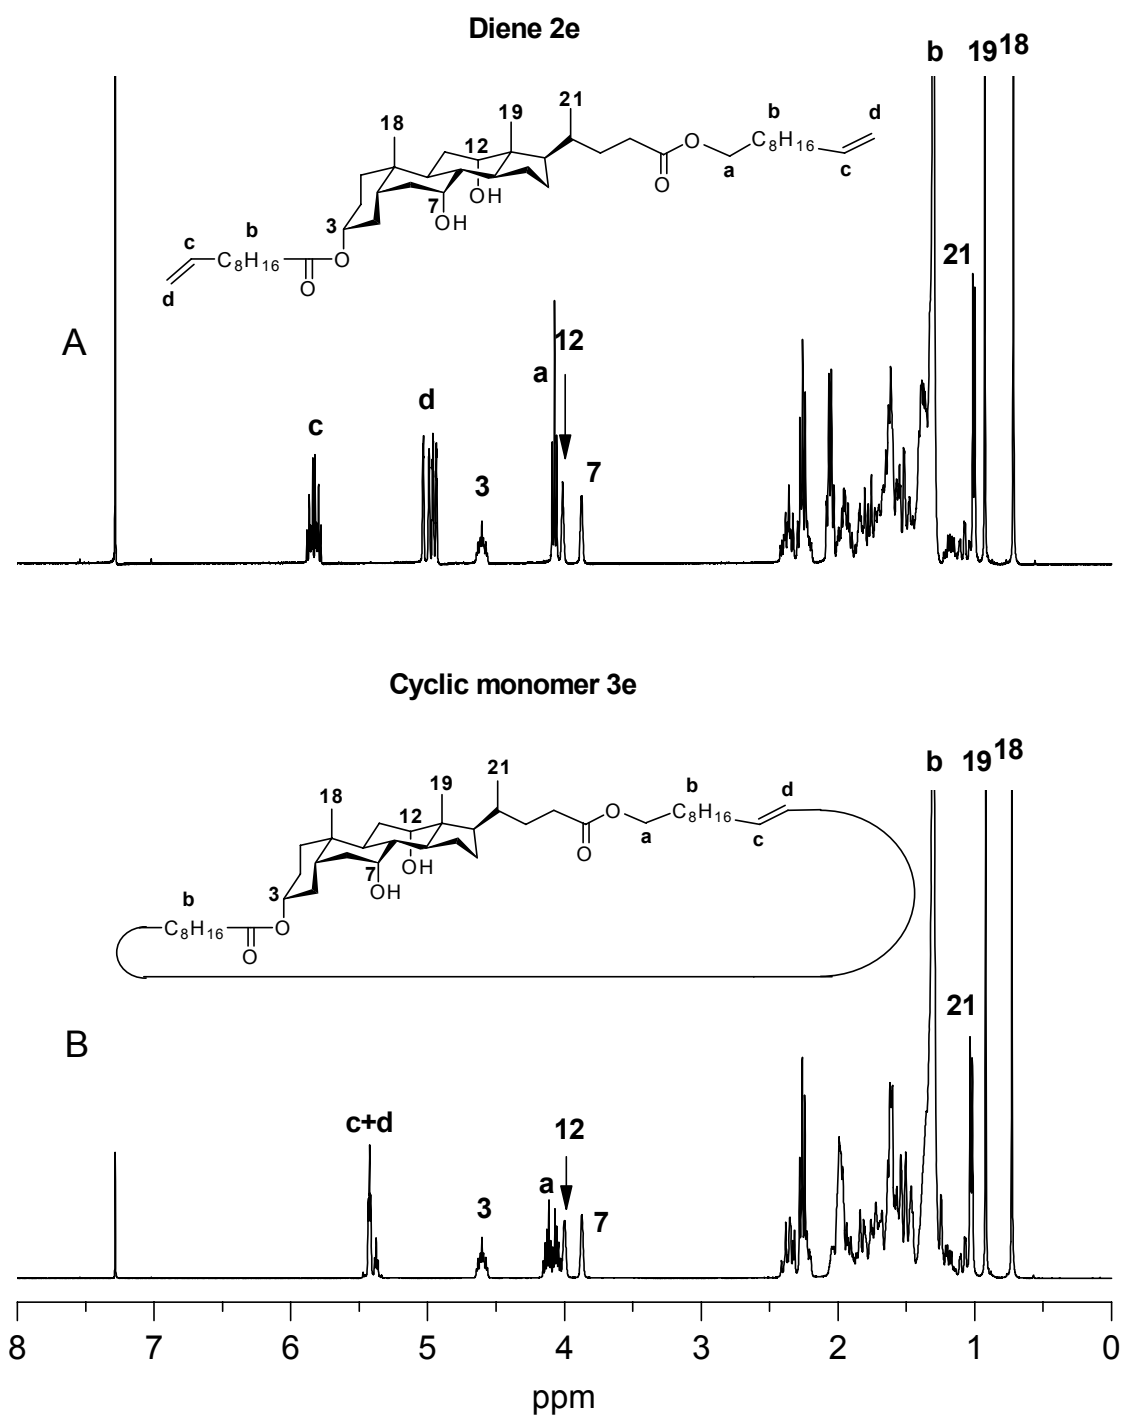 Diene 2e
b 19 18
21 b d
18 19
12 O C8H16
a c
O
7 OH
OH
3
b
c
C8H16 O
d O
21
A 12
a
c d
3 7
Cyclic monomer 3e
b 19 18
21 b d
18 19
12 O C8H16
a c
O
7 OH
OH
3
b
C8H16 O
O
21
B
c+d 12
a
3 7
8 7 6 5 4 3 2 1 0
ppm